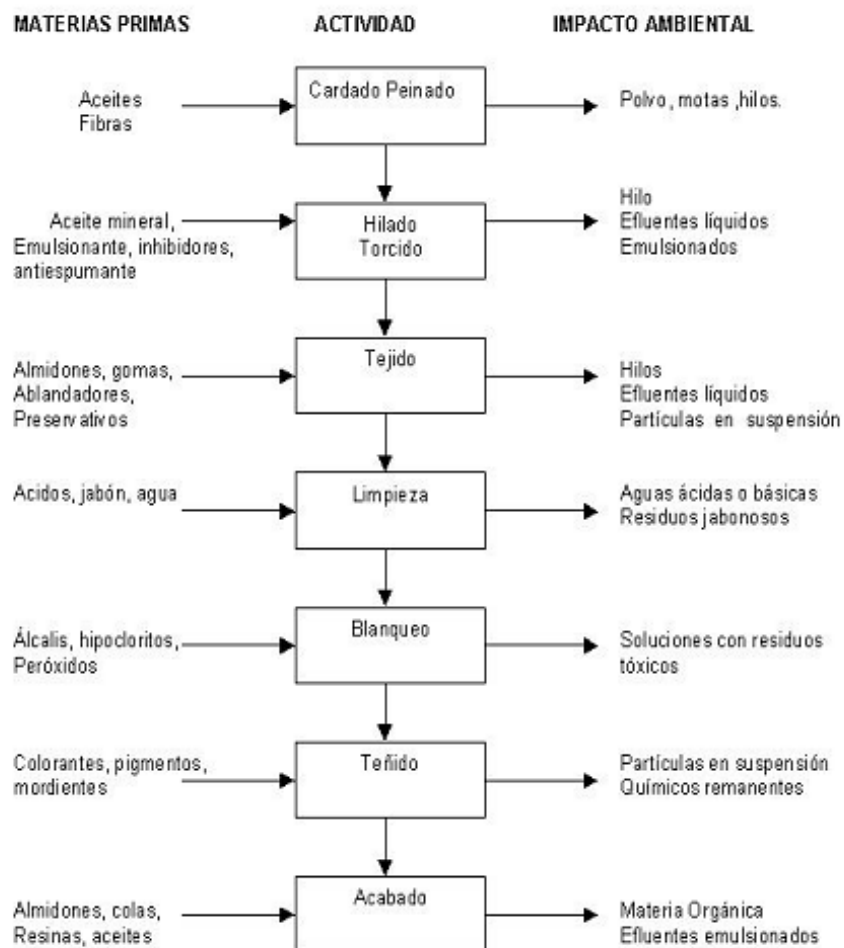 MATERIAS PRIMAS ACTIVIDAD IMPACTO AMBIENTAL
Aceites
Fibras
Cardado Peinado
Polvo, motas ,hilos.
Aceite mineral,
Emulsionante, inhibidores,
antiespumante
Hilado
Torcido
Hilo
Efluentes líquidos
Emulsionados
Almidones, gomas,
Ablandadores,
Preservativos
Tejido
Hilos
Efluentes líquidos
Partículas en suspensión
Acidos, jabón, agua
Limpieza
Aguas ácidas o básicas
Residuos jabonosos
Álcalis, hipocloritos,
Peróxidos
Blanqueo
Soluciones con residuos
tóxicos
Colorantes, pigmentos,
mordientes
Teñido
Partículas en suspensión
Químicos remanentes
Almidones, colas,
Resinas, aceites
Acabado
Materia Orgánica
Efluentes emulsionados